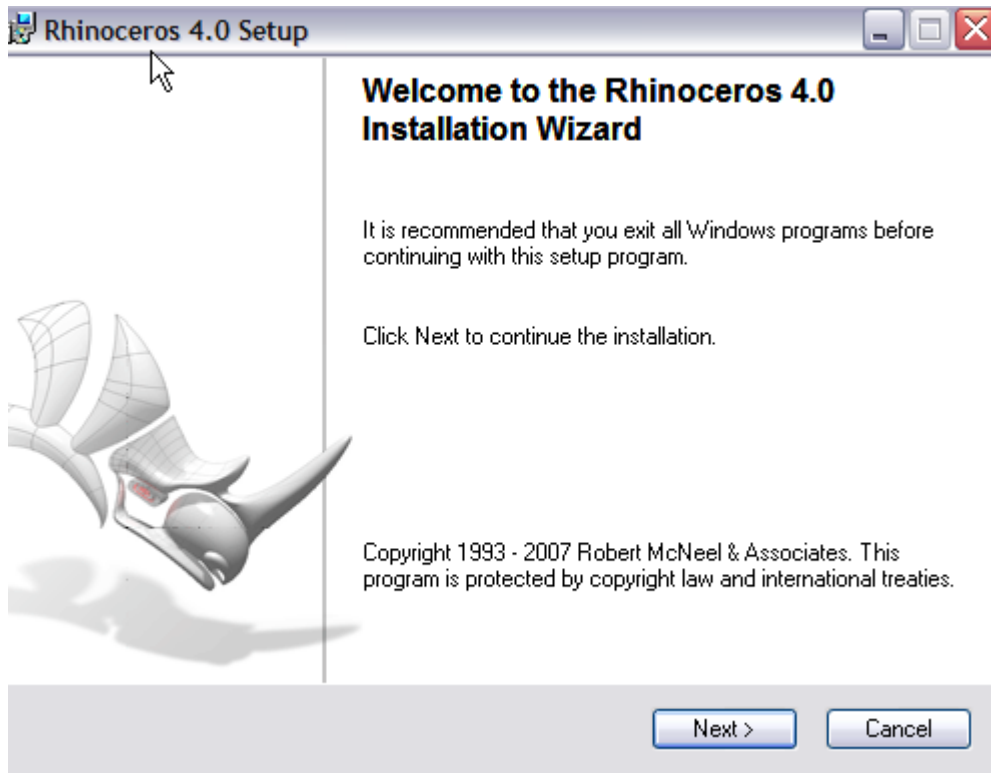 Rhinoceros 4.0 Setup
Welcome to the Rhinoceros 4.0
Installation Wizard
It is recommended that you exit all Windows programs before
continuing with this setup program.
Click Next to continue the installation.
Copyright 1993 - 2007 Robert McNeel & Associates. This
program is protected by copyright law and international treaties.
Next >
Cancel